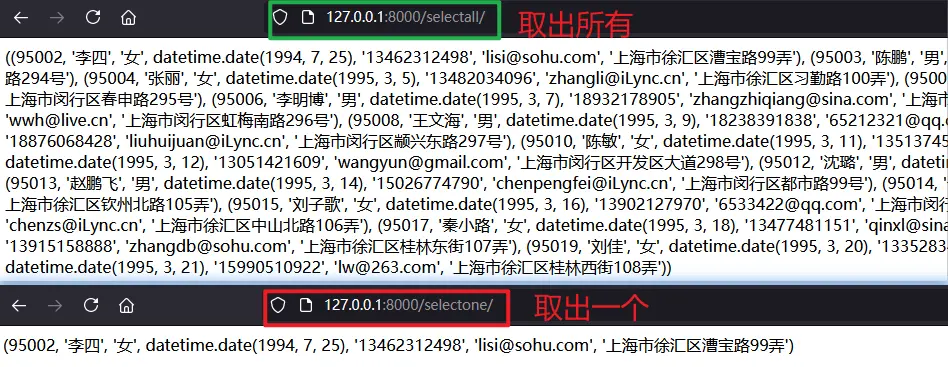 127.0.0.1:8000/selectall/ 取出所有
((95002, '李四', '女', datetime.date(1994, 7, 25), '13462312498', 'lisi@sohu.com', '上海市徐汇区漕宝路99弄'), (95003, '陈鹏', '男'
路294号'), (95004, '张丽', '女', datetime.date(1995, 3, 5), '13482034096', 'zhangli@iLync.cn', '上海市徐汇区习勤路100弄'), (9500
上海市闵行区春申路295号'), (95006, '李明博', '男', datetime.date(1995, 3, 7), '18932178905', 'zhangzhiqiang@sina.com', '上海
'wwh@live.cn', '上海市闵行区虹梅南路296号'), (95008, '王文海', '男', datetime.date(1995, 3, 9), '18238391838', '65212321@qq.c
'18876068428', 'liuhuijuan@iLync.cn', '上海市闵行区颛兴东路297号'), (95010, '陈敏', '女', datetime.date(1995, 3, 11), '1351374
datetime.date(1995, 3, 12), '13051421609', 'wangyun@gmail.com', '上海市闵行区开发区大道298号'), (95012, '沈璐', '男', datetim
(95013, '赵鹏飞', '男', datetime.date(1995, 3, 14), '15026774790', 'chenpengfei@iLync.cn', '上海市闵行区都市路99号'), (95014, '
上海市徐汇区钦州北路105弄'), (95015, '刘子歌', '女', datetime.date(1995, 3, 16), '13902127970', '6533422@qq.com', '上海市闵行
'chenzs@iLync.cn', '上海市徐汇区中山北路106弄'), (95017, '秦小路', '女', datetime.date(1995, 3, 18), '13477481151', 'qinxl@sina.c
'13915158888', 'zhangdb@sohu.com', '上海市徐汇区桂林东街107弄'), (95019, '刘佳', '女', datetime.date(1995, 3, 20), '1335283
datetime.date(1995, 3, 21), '15990510922', 'lw@263.com', '上海市徐汇区桂林西街108弄'))
127.0.0.1:8000/selectone/ 取出一个
(95002, '李四', '女', datetime.date(1994, 7, 25), '13462312498', 'lisi@sohu.com', '上海市徐汇区漕宝路99弄')